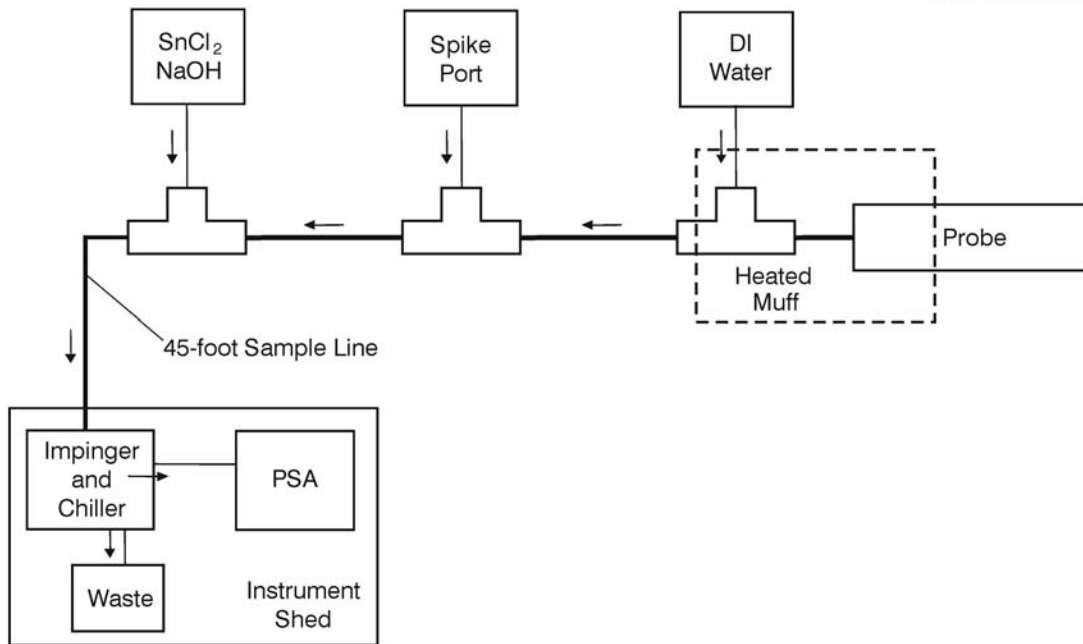 SnCl₂
NaOH
Spike
Port
DI
Water
Probe
Heated
Muff
45-foot Sample Line
Impinger
and
Chiller
PSA
Waste
Instrument
Shed